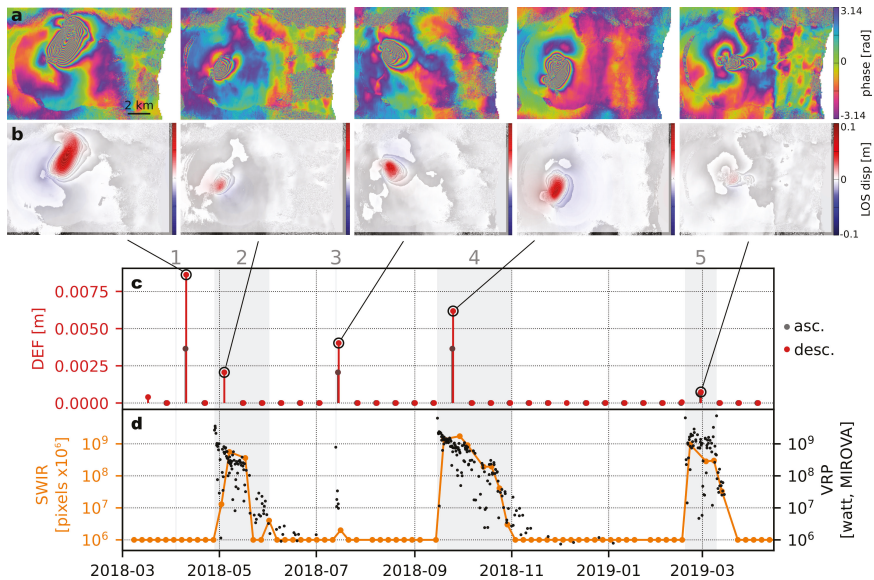 a
3.14
0
-3.14
phase [rad]
2 km
b
0.1
0
-0.1
LOS disp [m]
1 2 3 4 5
c
0.0075
0.0050
0.0025
0.0000
DEF [m]
asc.
desc.
d
10⁹
10⁸
10⁷
10⁶
SWIR
[pixels x10⁶]
10⁹
10⁸
10⁷
10⁶
VRP
[watt, MIROVA]
2018-03 2018-05 2018-07 2018-09 2018-11 2019-01 2019-03